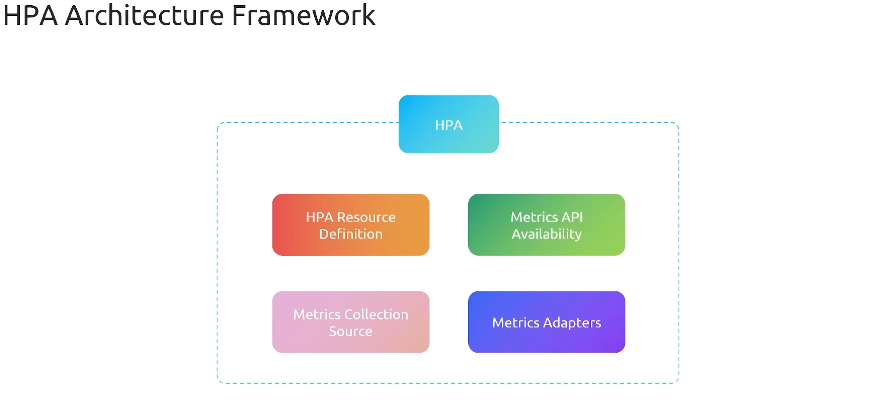 HPA Architecture Framework
HPA
HPA Resource
Definition
Metrics API
Availability
Metrics Collection
Source
Metrics Adapters